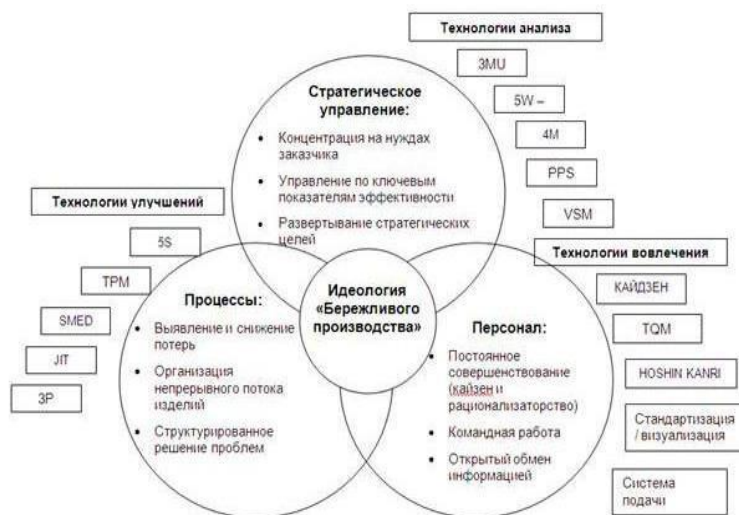 Технологии анализа
3MU
5W –
4M
PPS
VSM
Стратегическое
управление:
• Концентрация на нуждах
заказчика
• Управление по ключевым
показателям эффективности
• Развертывание стратегических
целей
Технологии улучшений
5S
TPM
SMED
JIT
3P
Технологии вовлечения
КАЙДЗЕН
TQM
HOSHIN KANRI
Стандартизация
/ визуализация
Система
подачи
Идеология
«Бережливого
производства»
Процессы:
• Выявление и снижение
потерь
• Организация
непрерывного потока
изделий
• Структурированное
решение проблем
Персонал:
• Постоянное
совершенствование
(кайзен и
рационализаторство)
• Командная работа
• Открытый обмен
информацией